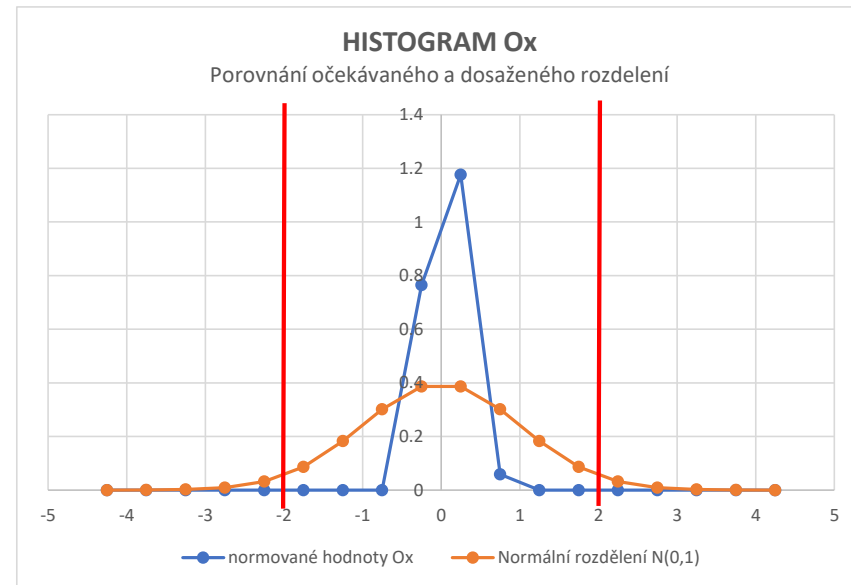 HISTOGRAM Ox
Porovnání očekávaného a dosaženého rozdelení
1.4
1.2
1
0.8
0.6
0.4
0.2
0
-5 -4 -3 -2 -1 0 1 2 3 4 5
normované hodnoty Ox Normální rozdělení N(0,1)